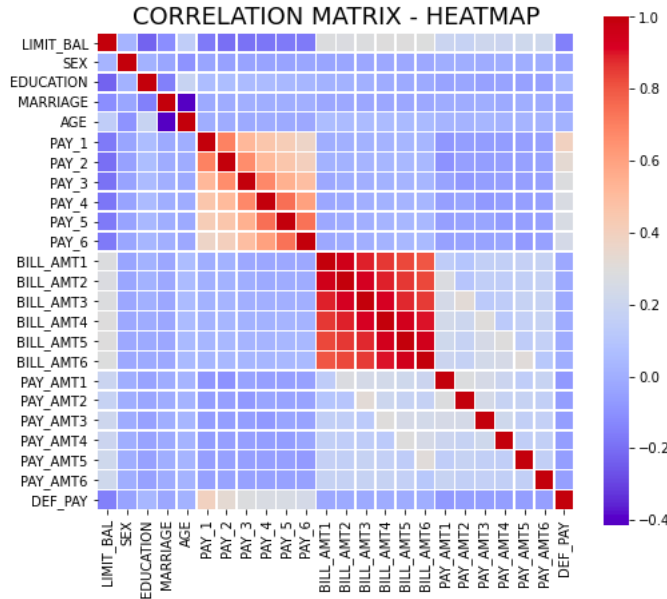 CORRELATION MATRIX - HEATMAP
LIMIT_BAL
SEX
EDUCATION
MARRIAGE
AGE
PAY_1
PAY_2
PAY_3
PAY_4
PAY_5
PAY_6
BILL_AMT1
BILL_AMT2
BILL_AMT3
BILL_AMT4
BILL_AMT5
BILL_AMT6
PAY_AMT1
PAY_AMT2
PAY_AMT3
PAY_AMT4
PAY_AMT5
PAY_AMT6
DEF_PAY
LIMIT_BAL
SEX
EDUCATION
MARRIAGE
AGE
PAY_1
PAY_2
PAY_3
PAY_4
PAY_5
PAY_6
BILL_AMT1
BILL_AMT2
BILL_AMT3
BILL_AMT4
BILL_AMT5
BILL_AMT6
PAY_AMT1
PAY_AMT2
PAY_AMT3
PAY_AMT4
PAY_AMT5
PAY_AMT6
DEF_PAY
1.0
0.8
0.6
0.4
0.2
0.0
−0.2
−0.4